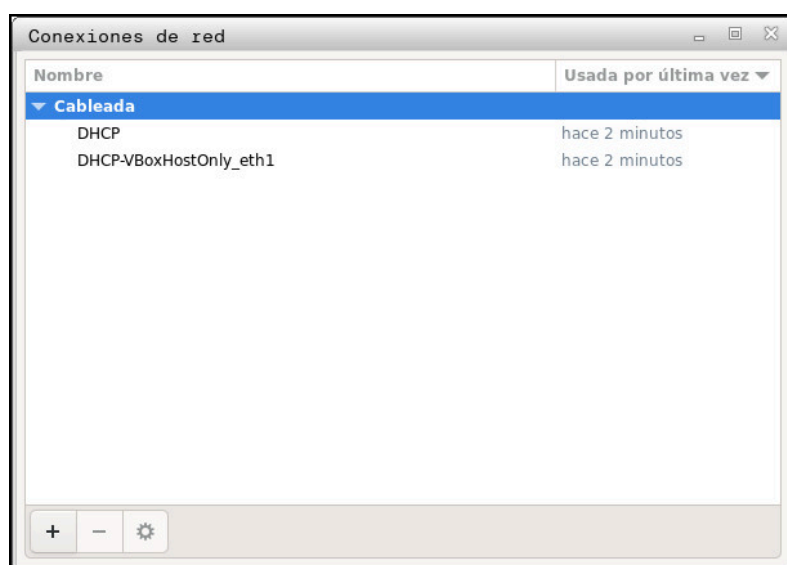 Conexiones de red
Nombre Usada por última vez
Cableada
DHCP hace 2 minutos
DHCP-VBoxHostOnly_eth1 hace 2 minutos